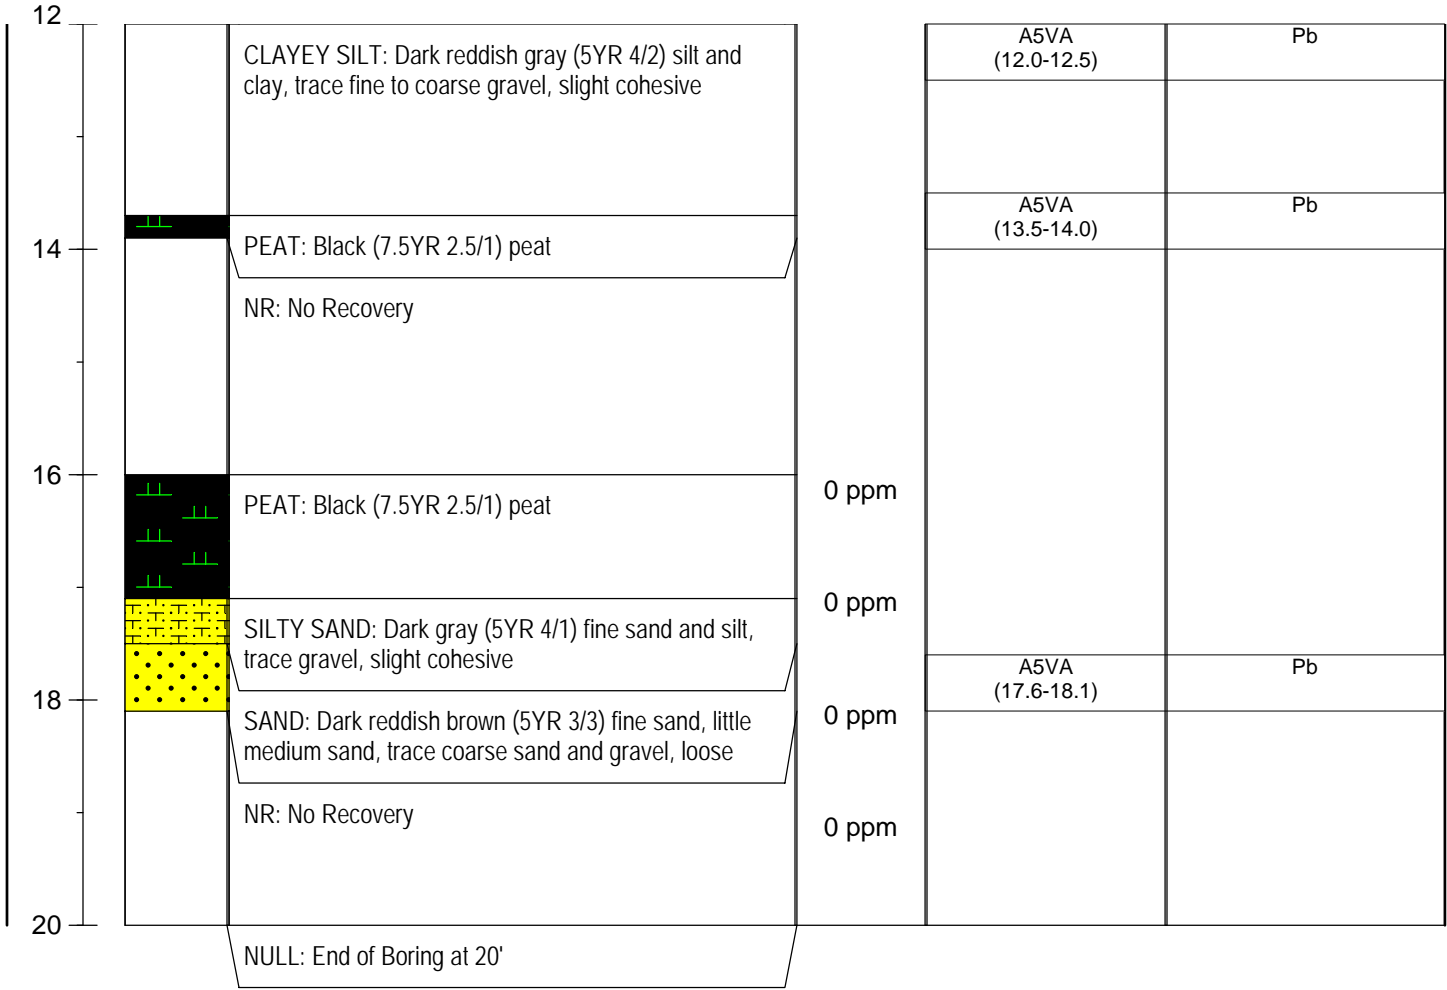 12
CLAYEY SILT: Dark reddish gray (5YR 4/2) silt and
clay, trace fine to coarse gravel, slight cohesive
A5VA
(12.0-12.5)
Pb
A5VA
(13.5-14.0)
Pb
14
PEAT: Black (7.5YR 2.5/1) peat
NR: No Recovery
16
PEAT: Black (7.5YR 2.5/1) peat
0 ppm
0 ppm
SILTY SAND: Dark gray (5YR 4/1) fine sand and silt,
trace gravel, slight cohesive
A5VA
(17.6-18.1)
Pb
18
SAND: Dark reddish brown (5YR 3/3) fine sand, little
medium sand, trace coarse sand and gravel, loose
0 ppm
NR: No Recovery
0 ppm
20
NULL: End of Boring at 20'